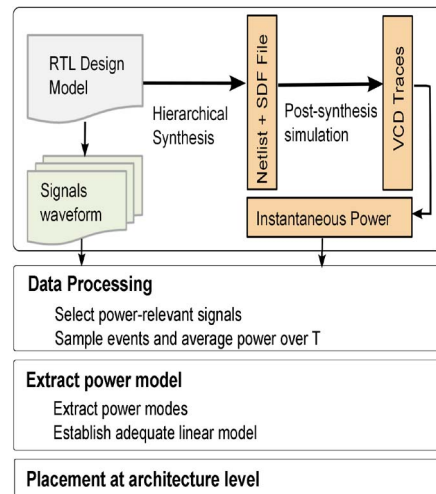 RTL Design
Model
Hierarchical
Synthesis
Netlist + SDF File
Post-synthesis
simulation
VCD Traces
Signals
waveform
Instantaneous Power
Data Processing
Select power-relevant signals
Sample events and average power over T
Extract power model
Extract power modes
Establish adequate linear model
Placement at architecture level